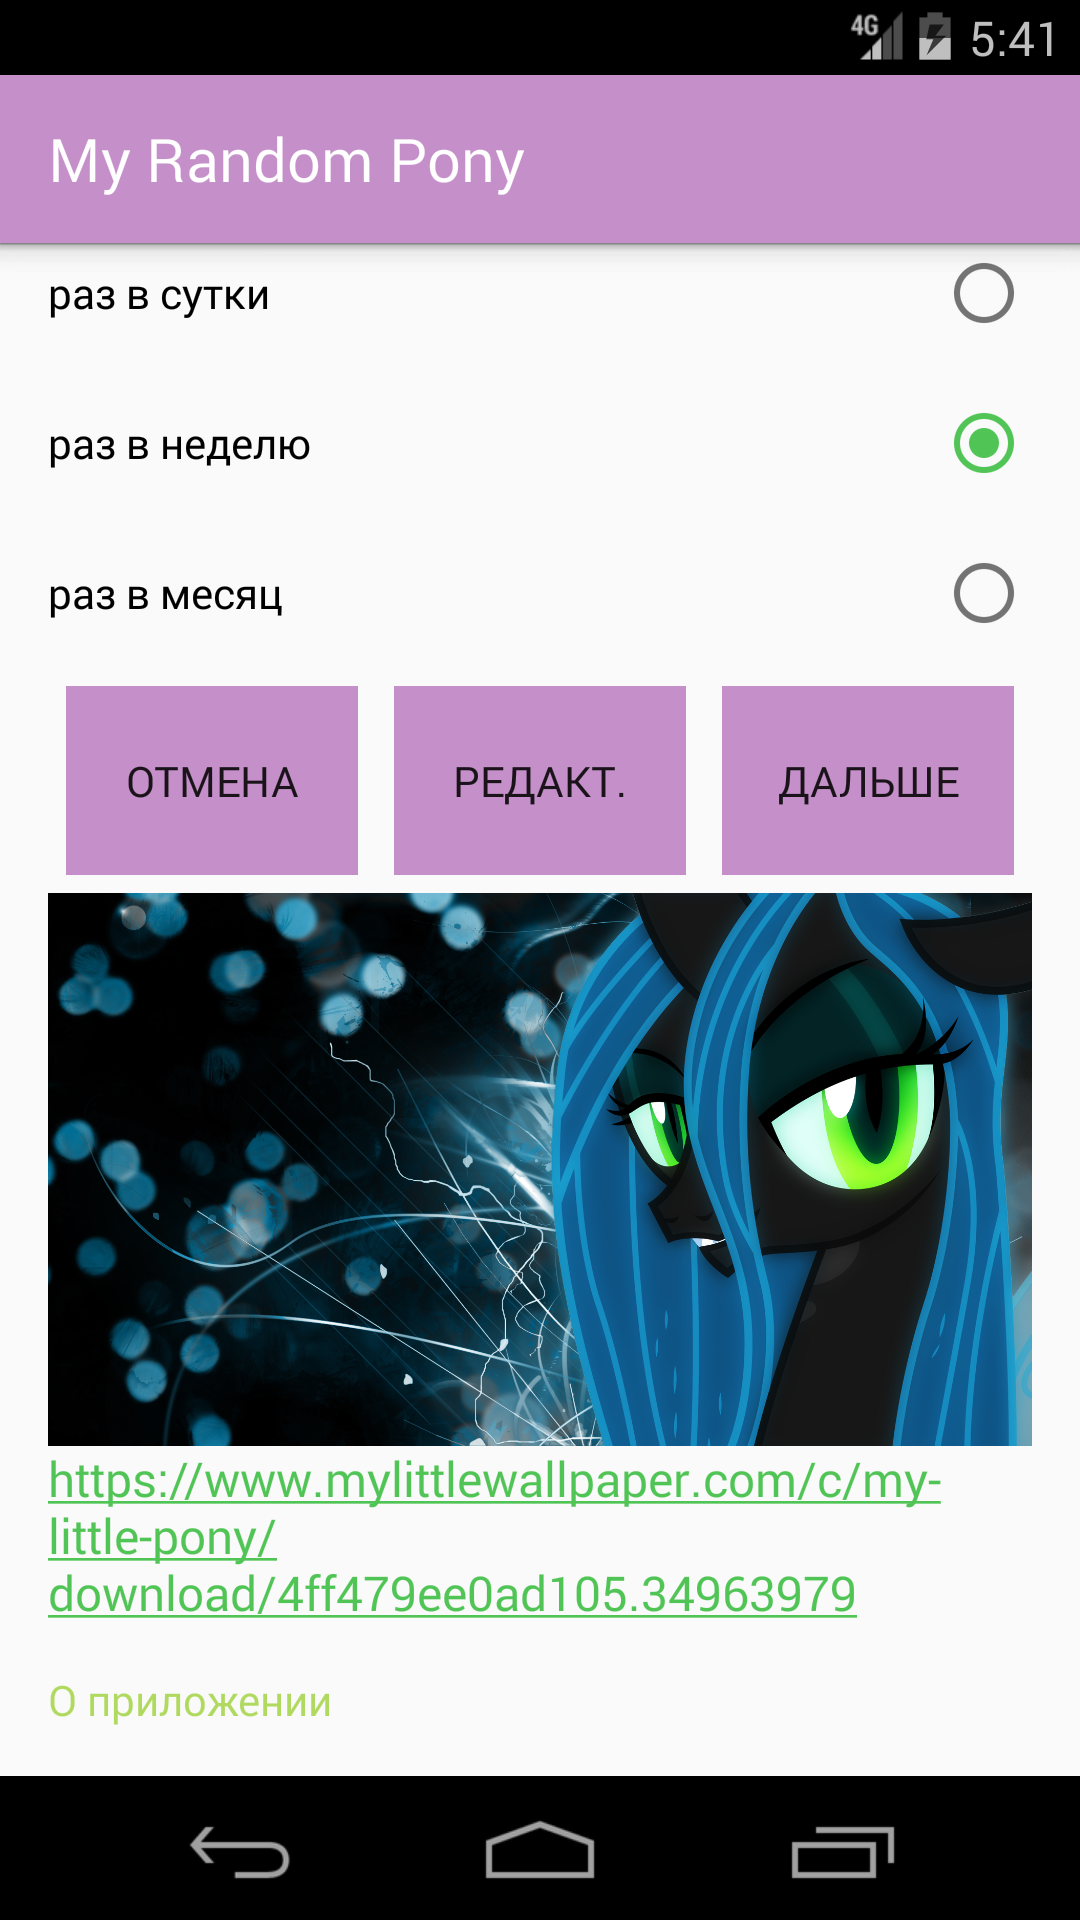 4G 5:41
My Random Pony
раз в сутки
раз в неделю
раз в месяц
ОТМЕНА РЕДАКТ. ДАЛЬШЕ
https://www.mylittlewallpaper.com/c/my-
little-pony/
download/4ff479ee0ad105.34963979
О приложении